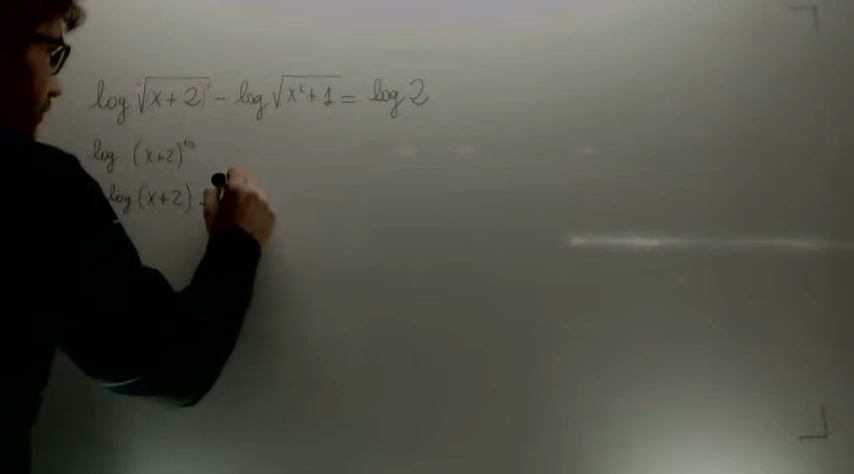 log √(x+2) - log √x²+1 = log 2
log (x+2)^1/2
log(x+2) -